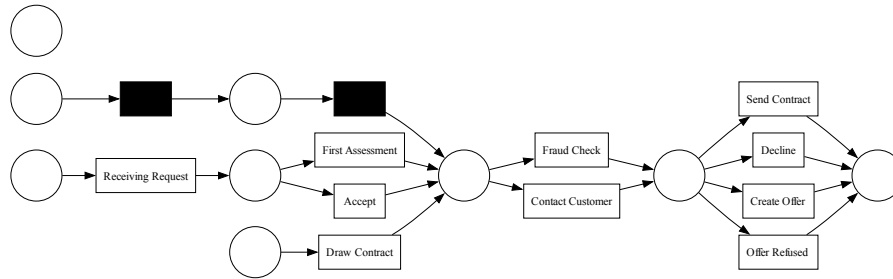 Send Contract
First Assessment
Fraud Check
Decline
Receiving Request
Accept
Contact Customer
Create Offer
Draw Contract
Offer Refused